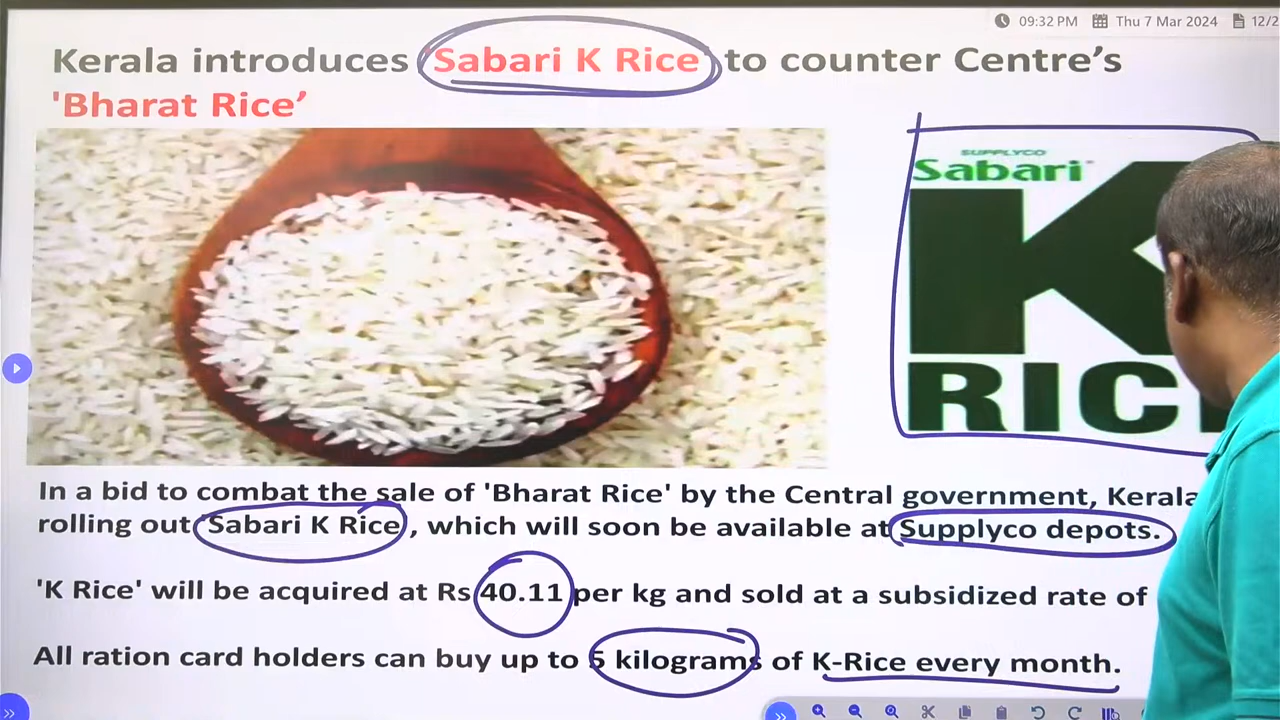 09:32 PM Thu 7 Mar 2024 12/2
Kerala introduces 'Sabari K Rice' to counter Centre's
'Bharat Rice'
SUPPLYCO
Sabari
K
RIC
In a bid to combat the sale of 'Bharat Rice' by the Central government, Kerala
rolling out 'Sabari K Rice', which will soon be available at Supplyco depots.
'K Rice' will be acquired at Rs 40.11 per kg and sold at a subsidized rate of
All ration card holders can buy up to 5 kilograms of K-Rice every month.